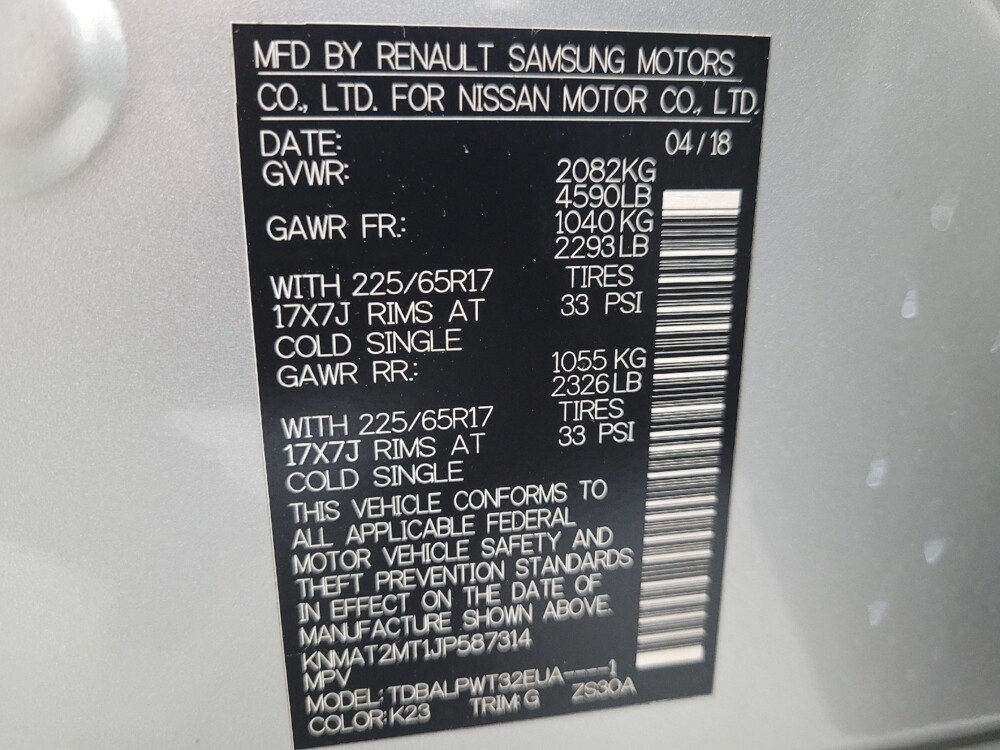 MFD BY RENAULT SAMSUNG MOTORS
CO., LTD. FOR NISSAN MOTOR CO., LTD.
DATE: 04/18
GVWR: 2082KG
4590LB
GAWR FR.: 1040KG
2293LB
WITH 225/65R17 TIRES
17X7J RIMS AT 33 PSI
COLD SINGLE
GAWR RR.: 1055KG
2326LB
WITH 225/65R17 TIRES
17X7J RIMS AT 33 PSI
COLD SINGLE
THIS VEHICLE CONFORMS TO
ALL APPLICABLE FEDERAL
MOTOR VEHICLE SAFETY AND
THEFT PREVENTION STANDARDS
IN EFFECT ON THE DATE OF
MANUFACTURE SHOWN ABOVE.
KNMAT2MT1JP587314
MPV
MODEL: TDBALPWT32EUA----1
COLOR: K23 TRIM: G ZS30A